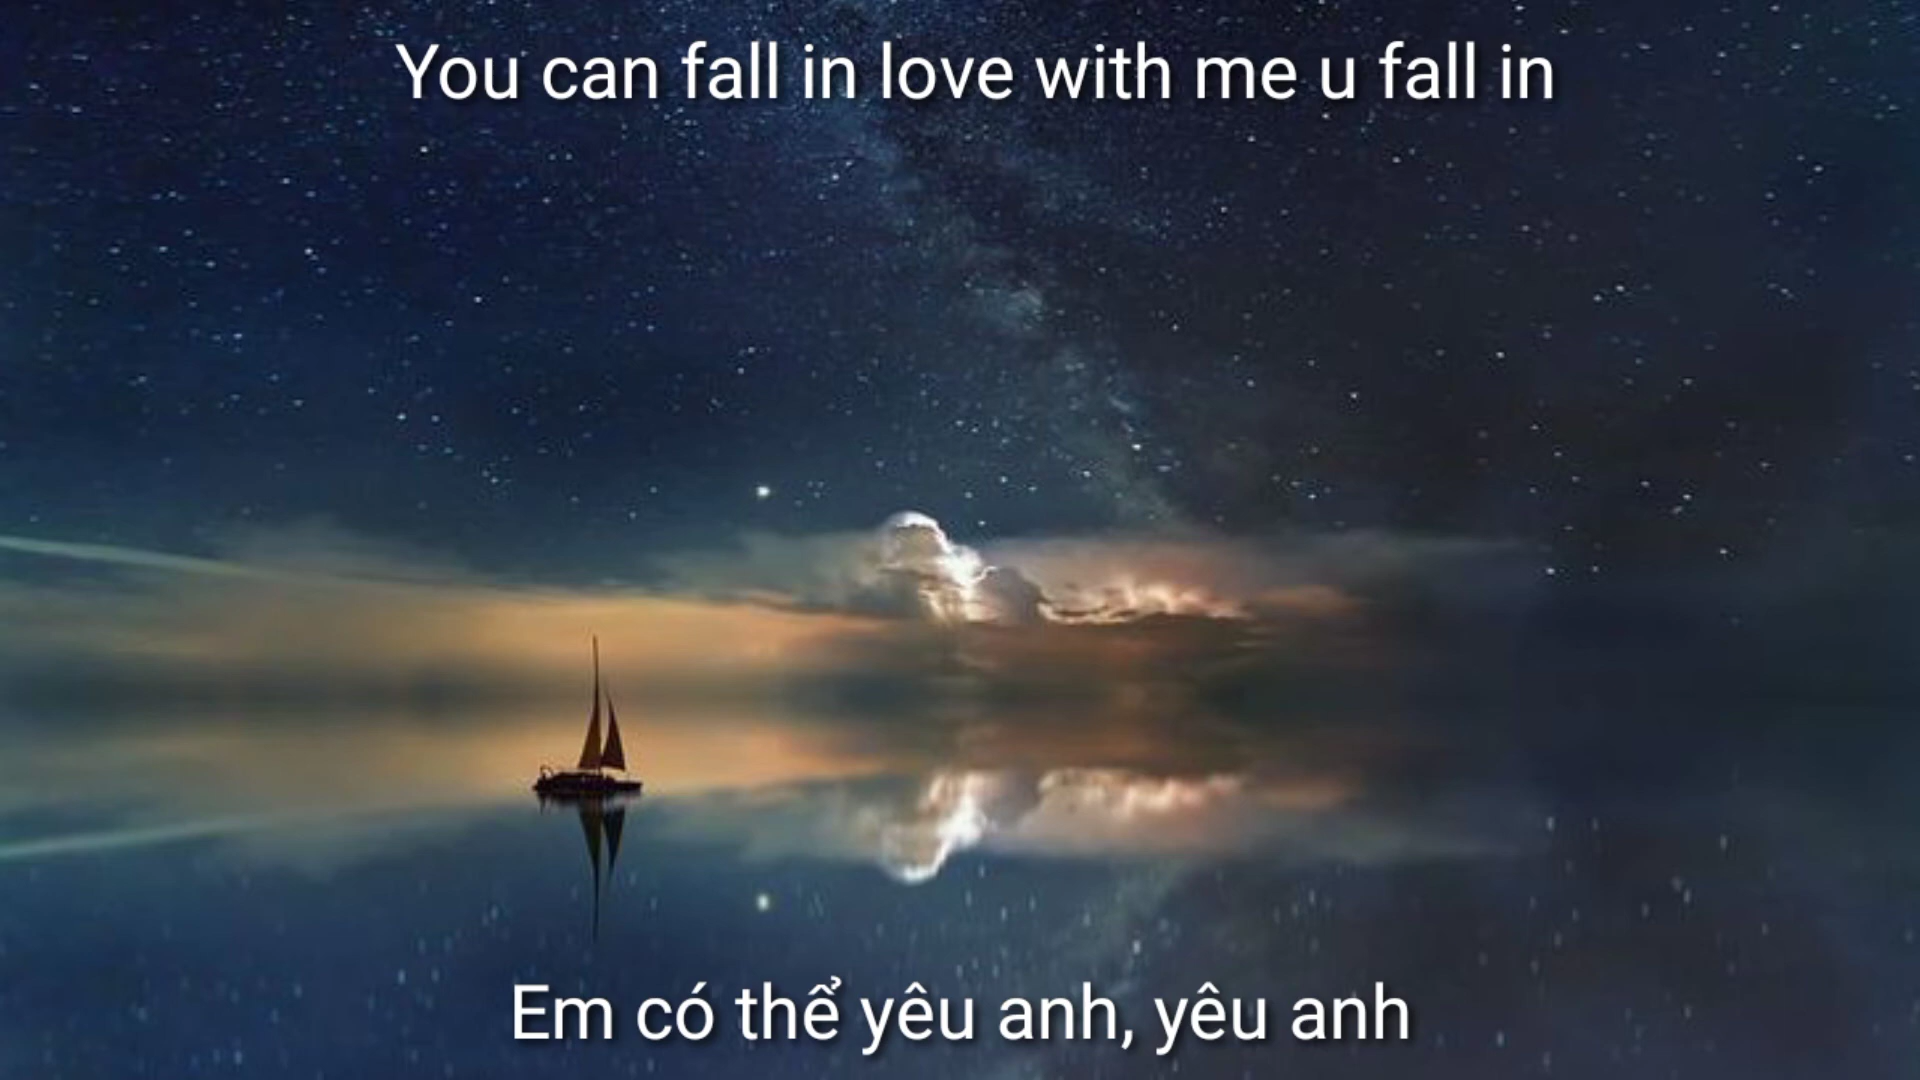 You can fall in love with me u fall in
Em có thể yêu anh, yêu anh